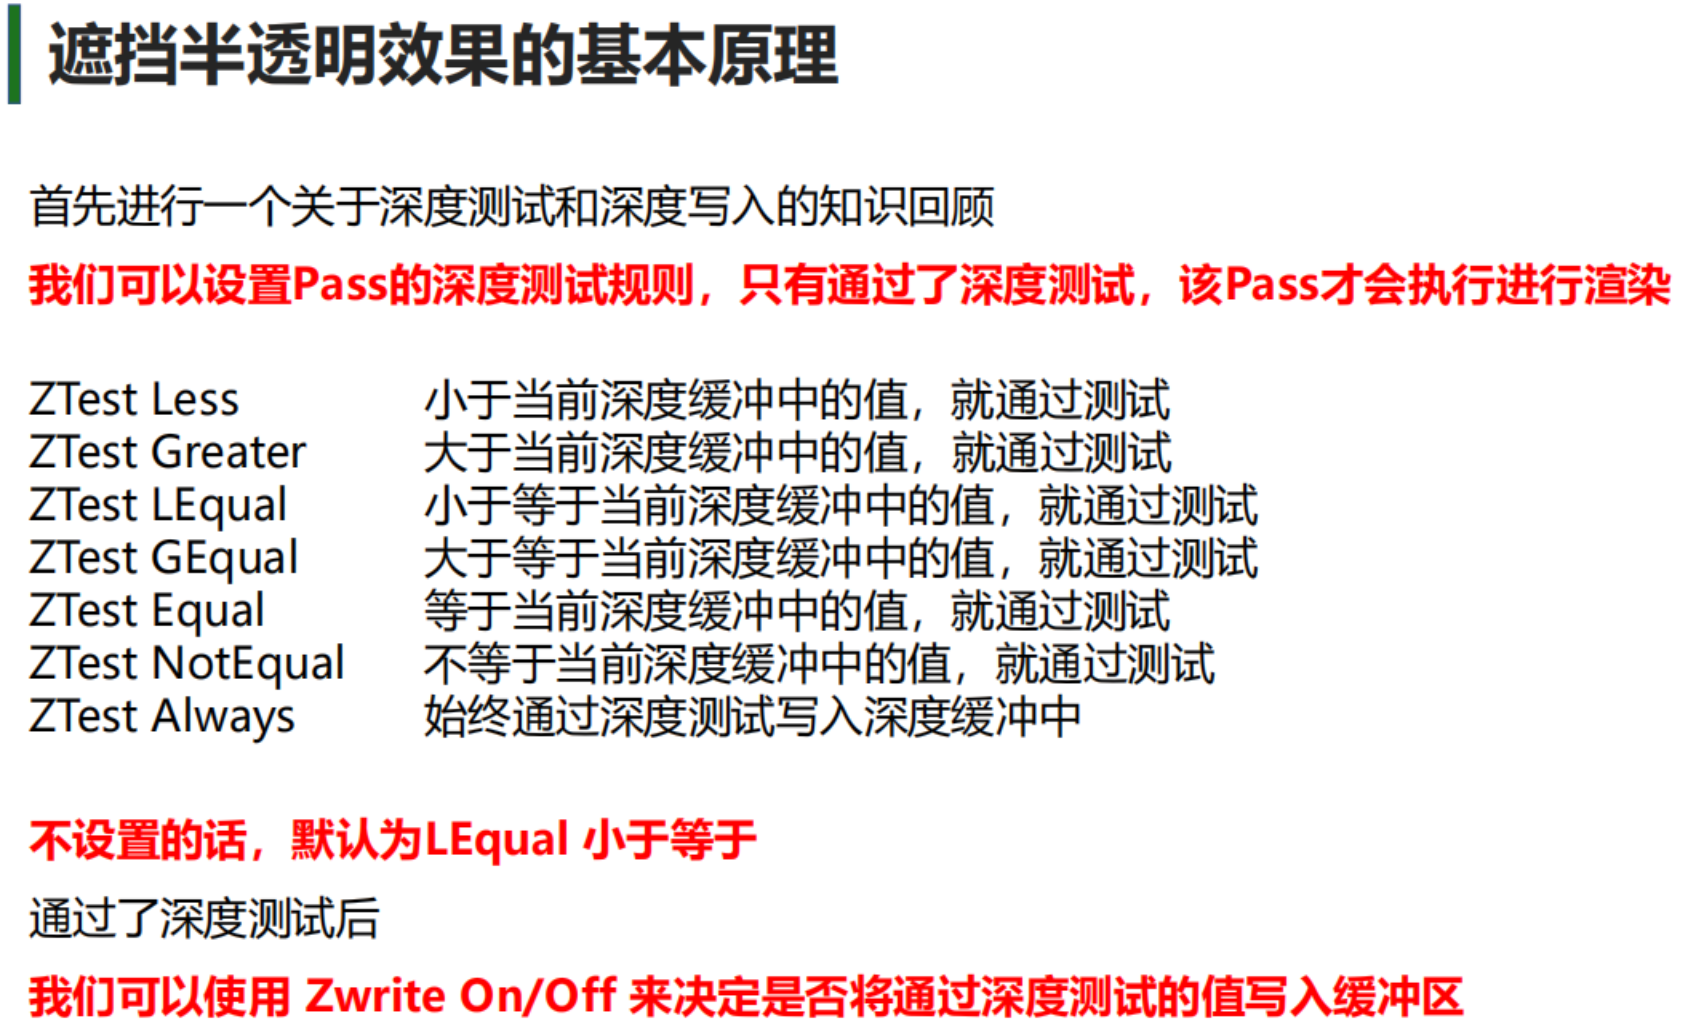 遮挡半透明效果的基本原理
首先进行一个关于深度测试和深度写入的知识回顾
我们可以设置Pass的深度测试规则，只有通过了深度测试，该Pass才会执行进行渲染
ZTest Less 小于当前深度缓冲中的值，就通过测试
ZTest Greater 大于当前深度缓冲中的值，就通过测试
ZTest LEqual 小于等于当前深度缓冲中的值，就通过测试
ZTest GEqual 大于等于当前深度缓冲中的值，就通过测试
ZTest Equal 等于当前深度缓冲中的值，就通过测试
ZTest NotEqual 不等于当前深度缓冲中的值，就通过测试
ZTest Always 始终通过深度测试写入深度缓冲中
不设置的话，默认为LEqual 小于等于
通过了深度测试后
我们可以使用 Zwrite On/Off 来决定是否将通过深度测试的值写入缓冲区